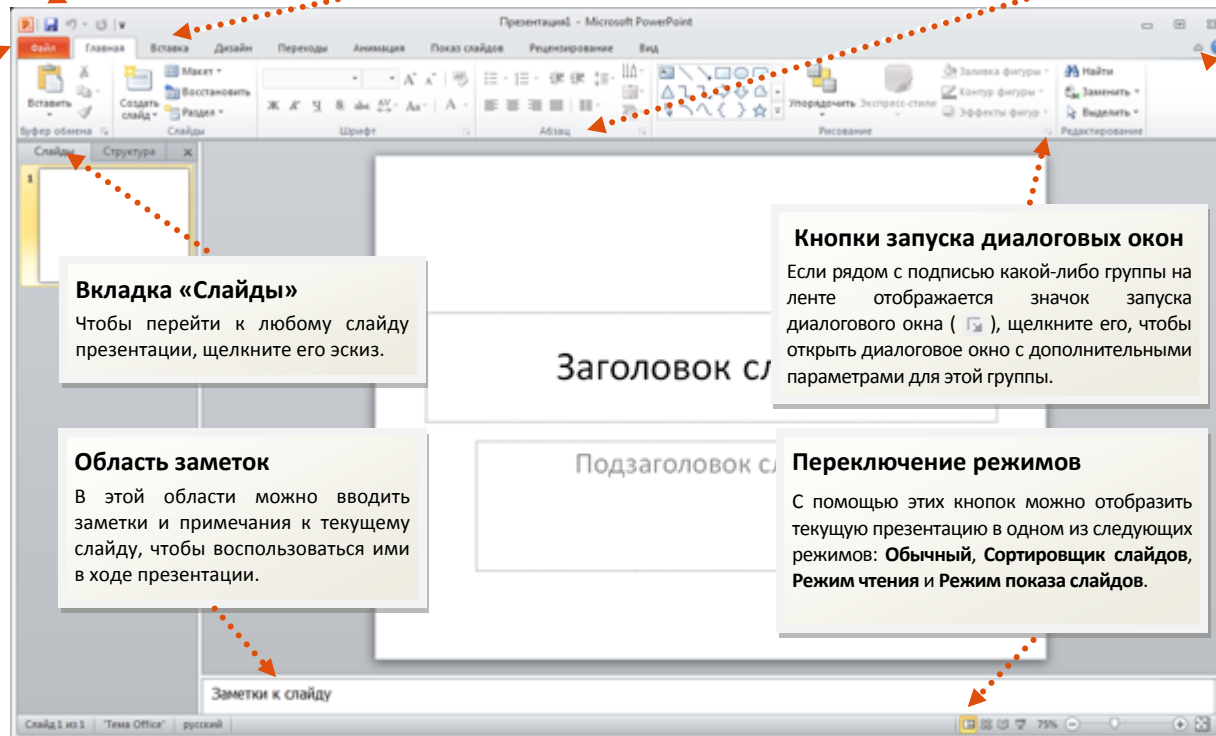 Презентация1 - Microsoft PowerPoint
Файл Главная Вставка Дизайн Переходы Анимация Показ слайдов Рецензирование Вид
Вставить
Создать слайд
Макет
Восстановить
Раздел
Ж К Ч S abc AV Aa A
Упорядочить Экспресс-стили
Заливка фигуры
Контур фигуры
Эффекты фигур
Найти
Заменить
Выделить
Буфер обмена Слайды Шрифт Абзац Рисование Редактирование
Слайды Структура
1
Кнопки запуска диалоговых окон
Если рядом с подписью какой-либо группы на
ленте отображается значок запуска
диалогового окна ( ), щелкните его, чтобы
открыть диалоговое окно с дополнительными
параметрами для этой группы.
Вкладка «Слайды»
Чтобы перейти к любому слайду
презентации, щелкните его эскиз.
Заголовок сл
Область заметок
В этой области можно вводить
заметки и примечания к текущему
слайду, чтобы воспользоваться ими
в ходе презентации.
Подзаголовок сл
Переключение режимов
С помощью этих кнопок можно отобразить
текущую презентацию в одном из следующих
режимов: Обычный, Сортировщик слайдов,
Режим чтения и Режим показа слайдов.
Заметки к слайду
Слайд 1 из 1 "Тема Office" русский 75%